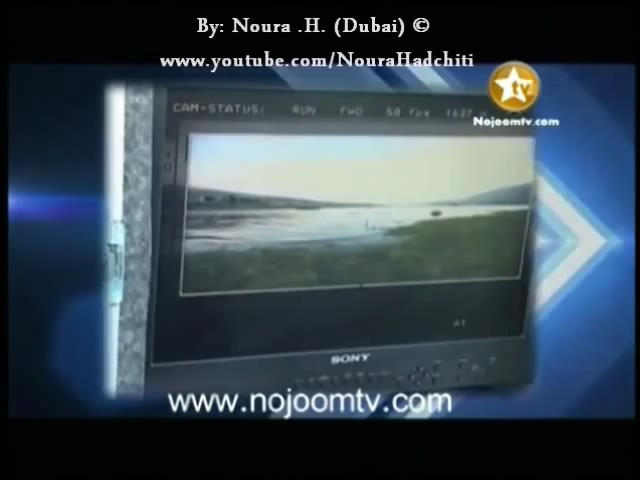 By: Noura .H. (Dubai) ©
www.youtube.com/NouraHadchiti
tv
Nojoomtv.com
CAM-STATUS: RUN FWD 50 fps
A1
SONY
www.nojoomtv.com